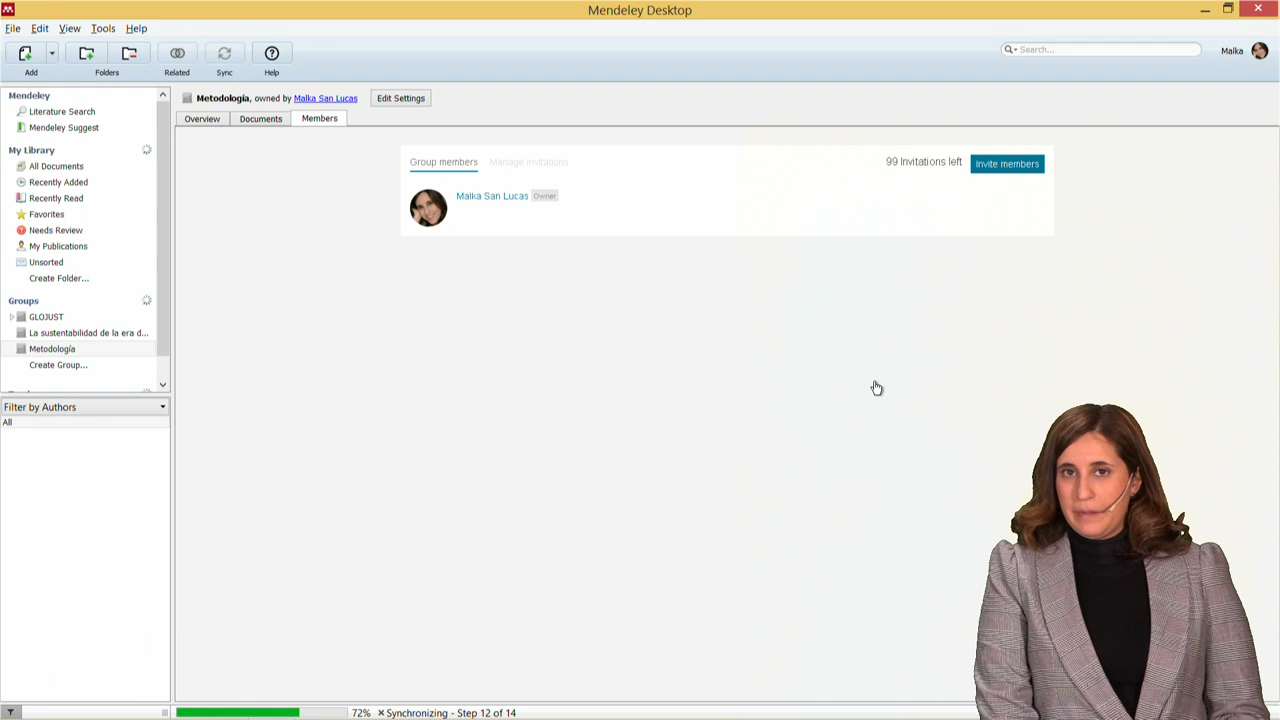 Mendeley Desktop
File Edit View Tools Help
Add Folders Related Sync Help
Search...
Malka
Mendeley
Literature Search
Mendeley Suggest
My Library
All Documents
Recently Added
Recently Read
Favorites
Needs Review
My Publications
Unsorted
Create Folder...
Groups
GLOJUST
La sustentabilidad de la era d...
Metodología
Create Group...
Filter by Authors
All
Metodología, owned by Malka San Lucas Edit Settings
Overview Documents Members
Group members Manage invitations 99 Invitations left Invite members
Malka San Lucas Owner
72% Synchronizing - Step 12 of 14